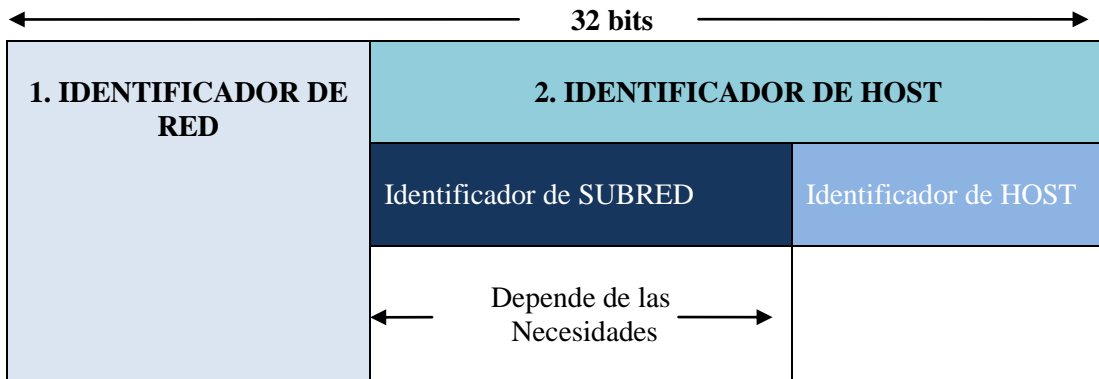 32 bits
1. IDENTIFICADOR DE
RED
2. IDENTIFICADOR DE HOST
Identificador de SUBRED
Identificador de HOST
Depende de las
Necesidades